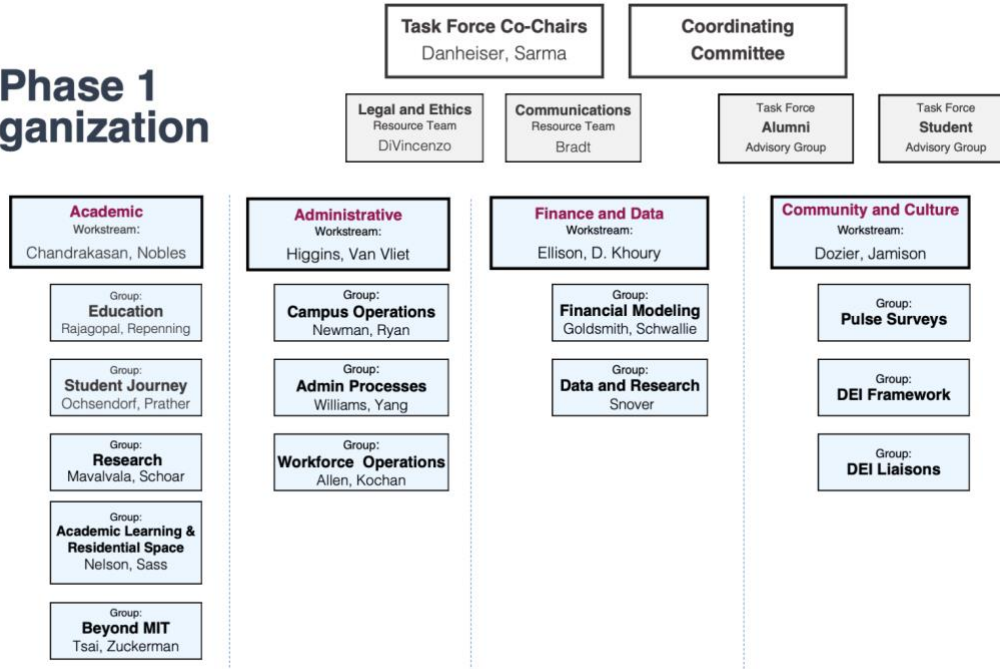 Phase 1
ganization
Task Force Co-Chairs
Danheiser, Sarma
Coordinating
Committee
Legal and Ethics
Resource Team
DiVincenzo
Communications
Resource Team
Bradt
Task Force
Alumni
Advisory Group
Task Force
Student
Advisory Group
Academic
Workstream:
Chandrakasan, Nobles
Group:
Education
Rajagopal, Repenning
Group:
Student Journey
Ochsendorf, Prather
Group:
Research
Mavalvala, Schoar
Group:
Academic Learning &
Residential Space
Nelson, Sass
Group:
Beyond MIT
Tsai, Zuckerman
Administrative
Workstream:
Higgins, Van Vliet
Group:
Campus Operations
Newman, Ryan
Group:
Admin Processes
Williams, Yang
Group:
Workforce Operations
Allen, Kochan
Finance and Data
Workstream:
Ellison, D. Khoury
Group:
Financial Modeling
Goldsmith, Schwallie
Group:
Data and Research
Snover
Community and Culture
Workstream:
Dozier, Jamison
Group:
Pulse Surveys
Group:
DEI Framework
Group:
DEI Liaisons